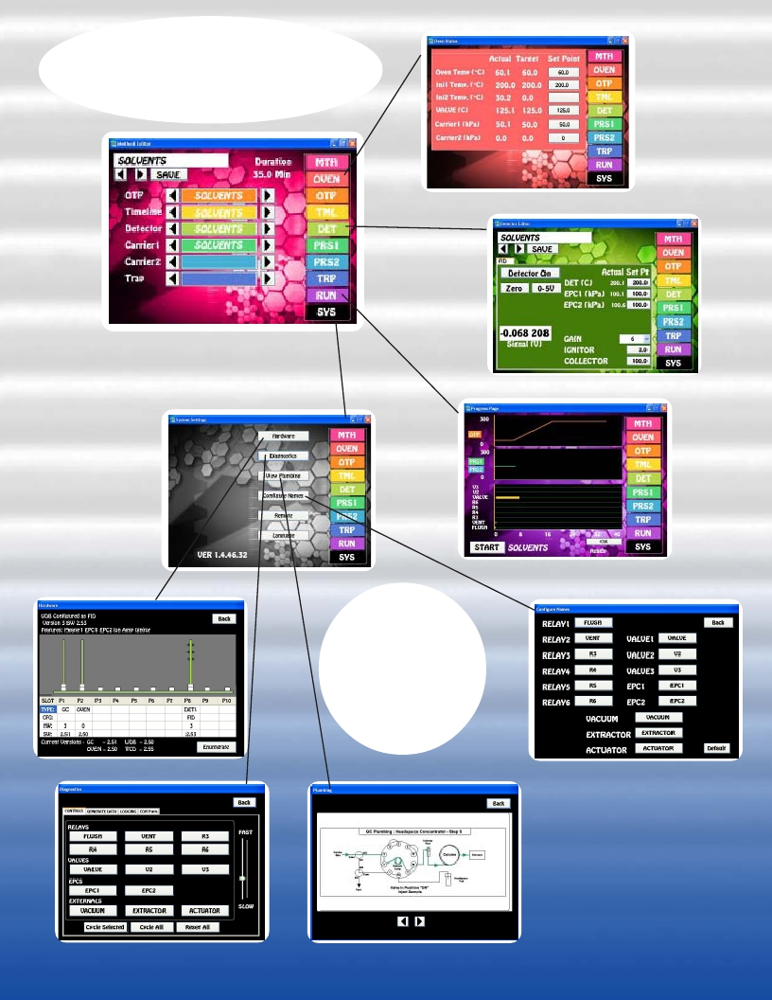 Oven Status
Actual Target Set Point
Oven Temp (°C) 60.1 60.0 60.0
Inj1 Temp. (°C) 200.0 200.0 200.0
Inj2 Temp. (°C) 30.2 0.0
VALVE (C) 125.1 125.0 125.0
Carrier1 (kPa) 50.1 50.0 50.0
Carrier2 (kPa) 0.0 0.0 0
MTH
OVEN
OTP
TML
DET
PRS1
PRS2
TRP
RUN
SYS
Method Editor
SOLVENTS
SAVE
Duration
35.0 Min
OTP SOLVENTS
Timeline SOLVENTS
Detector SOLVENTS
Carrier1 SOLVENTS
Carrier2
Trap
MTH
OVEN
OTP
TML
DET
PRS1
PRS2
TRP
RUN
SYS
Detector Editor
SOLVENTS
SAVE
FID
Detector On
Zero 0-5V
Actual Set Pt
DET (C) 200.1 200.0
EPC1 (kPa) 100.1 100.0
EPC2 (kPa) 100.6 100.0
-0.068 208
Signal (V)
GAIN 6
IGNITOR 2.0
COLLECTOR 100.0
MTH
OVEN
OTP
TML
DET
PRS1
PRS2
TRP
RUN
SYS
System Settings
Hardware
Diagnostics
View Plumbing
Configure Names
Remote
Language
VER 1.4.46.32
MTH
OVEN
OTP
TML
DET
PRS1
PRS2
TRP
RUN
SYS
Progress Page
300
OTP
0
300
PRS1
PRS2
0
V3
V2
VALVE
R6
R5
R4
R3
VENT
FLUSH
0 8 16 24 32 40
START SOLVENTS
MTH
OVEN
OTP
TML
DET
PRS1
PRS2
TRP
RUN
SYS
Hardware
UDB Configured as FID
Version 3 ISW 2.53
Features: Master1 EPC1 EPC2 Ion Amp Ignitor
Back
SLOT P1 P2 P3 P4 P5 P6 P7 P8 P9 P10
TYPE: GC OVEN DET1
CFG: FID
HW: 3 0 3
SW: 2.51 2.50 2.53
Current Versions - GC = 2.51 UDB = 2.50
OVEN = 2.50 TCD = 2.55
Enumerate
Configure Names
Back
RELAY1 FLUSH
RELAY2 VENT VALVE1 VALVE
RELAY3 R3 VALVE2 V2
RELAY4 R4 VALVE3 V3
RELAY5 R5 EPC1 EPC1
RELAY6 R6 EPC2 EPC2
VACUUM VACUUM
EXTRACTOR EXTRACTOR
ACTUATOR ACTUATOR
Default
Diagnostics
Back
CONTROLS GENERATE DATA LOGGING COM Ports
RELAYS
FLUSH VENT R3
R4 R5 R6
VALVES
VALVE V2 V3
EPCS
EPC1 EPC2
EXTERNALS
VACUUM EXTRACTOR ACTUATOR
FAST
SLOW
Cycle Selected Cycle All Reset All
Plumbing
Back
GC Plumbing : Headspace Concentrator - Step 5
Valve in Position "ON"
Inject Sample